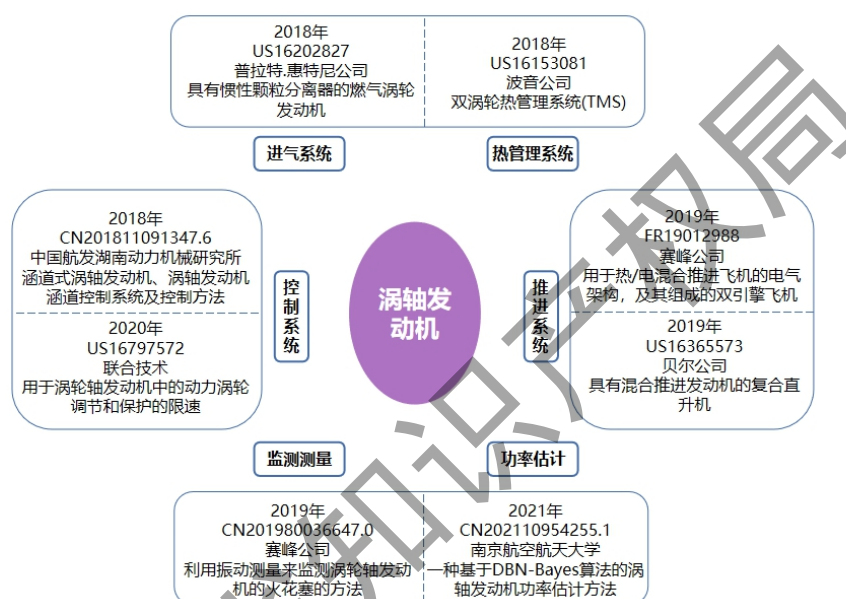 2018年
US16202827
普拉特.惠特尼公司
具有惯性颗粒分离器的燃气涡轮
发动机
2018年
US16153081
波音公司
双涡轮热管理系统(TMS)
进气系统
热管理系统
2018年
CN201811091347.6
中国航发湖南动力机械研究所
涵道式涡轴发动机、涡轴发动机
涵道控制系统及控制方法
2020年
US16797572
联合技术
用于涡轮轴发动机中的动力涡轮
调节和保护的限速
控制系统
涡轴发
动机
推进系统
2019年
FR19012988
赛峰公司
用于热/电混合推进飞机的电气
架构，及其组成的双引擎飞机
2019年
US16365573
贝尔公司
具有混合推进发动机的复合直
升机
监测测量
功率估计
2019年
CN201980036647.0
赛峰公司
利用振动测量来监测涡轮轴发动
机的火花塞的方法
2021年
CN202110954255.1
南京航空航天大学
一种基于DBN-Bayes算法的涡
轴发动机功率估计方法
知识产权局